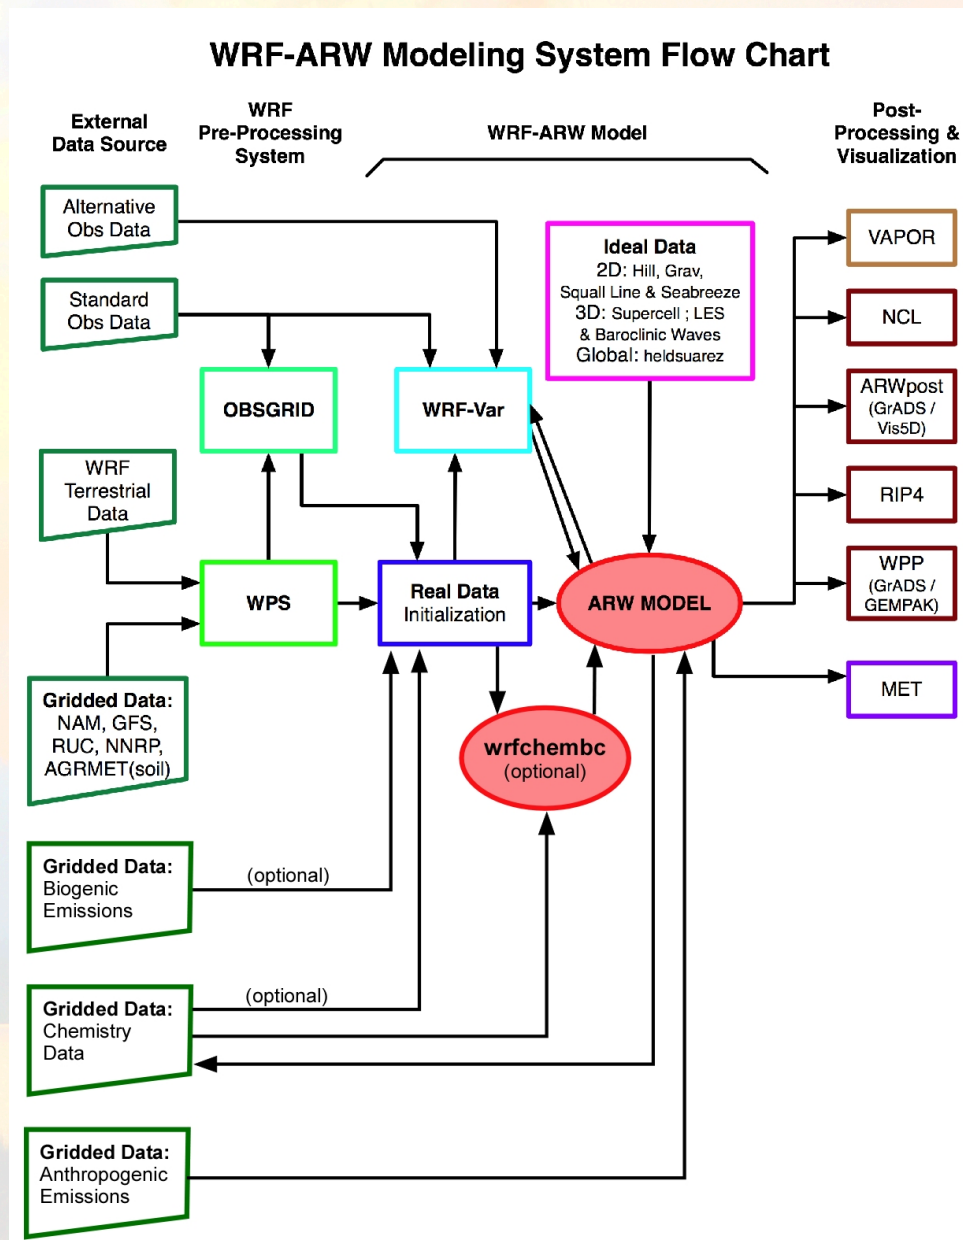 WRF-ARW Modeling System Flow Chart
External
Data Source
WRF
Pre-Processing
System
WRF-ARW Model
Post-
Processing &
Visualization
Alternative
Obs Data
Standard
Obs Data
WRF
Terrestrial
Data
Gridded Data:
NAM, GFS,
RUC, NNRP,
AGRMET(soil)
Gridded Data:
Biogenic
Emissions
(optional)
Gridded Data:
Chemistry
Data
(optional)
Gridded Data:
Anthropogenic
Emissions
OBSGRID
WPS
WRF-Var
Real Data
Initialization
Ideal Data
2D: Hill, Grav,
Squall Line & Seabreeze
3D: Supercell ; LES
& Baroclinic Waves
Global: heldsuarez
ARW MODEL
wrfchembc
(optional)
VAPOR
NCL
ARWpost
(GrADS /
Vis5D)
RIP4
WPP
(GrADS /
GEMPAK)
MET